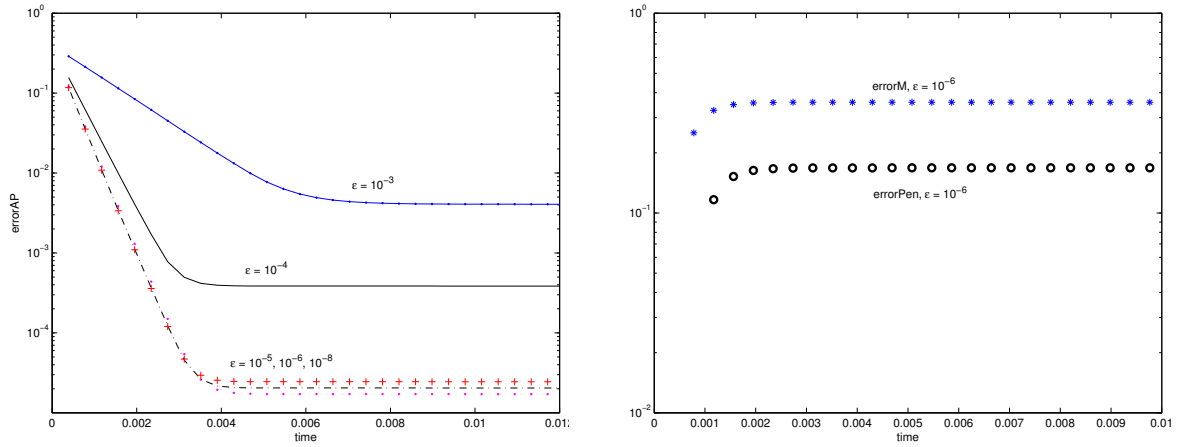 10⁰
10⁻¹
10⁻²
10⁻³
10⁻⁴
errorAP
ε = 10⁻³
ε = 10⁻⁴
ε = 10⁻⁵, 10⁻⁶, 10⁻⁸
0 0.002 0.004 0.006 0.008 0.01 0.01
time
10⁰
10⁻¹
10⁻²
errorM, ε = 10⁻⁶
errorPen, ε = 10⁻⁶
0 0.001 0.002 0.003 0.004 0.005 0.006 0.007 0.008 0.009 0.01
time